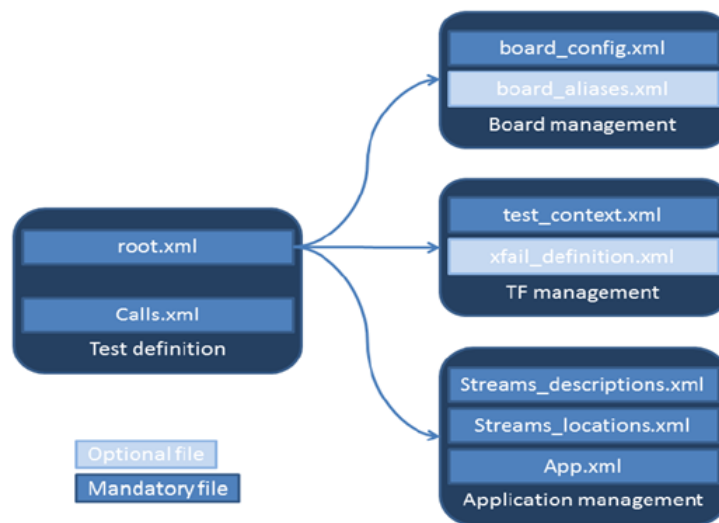 board_config.xml
board_aliases.xml
Board management
root.xml
Calls.xml
Test definition
test_context.xml
xfail_definition.xml
TF management
Streams_descriptions.xml
Streams_locations.xml
App.xml
Application management
Optional file
Mandatory file